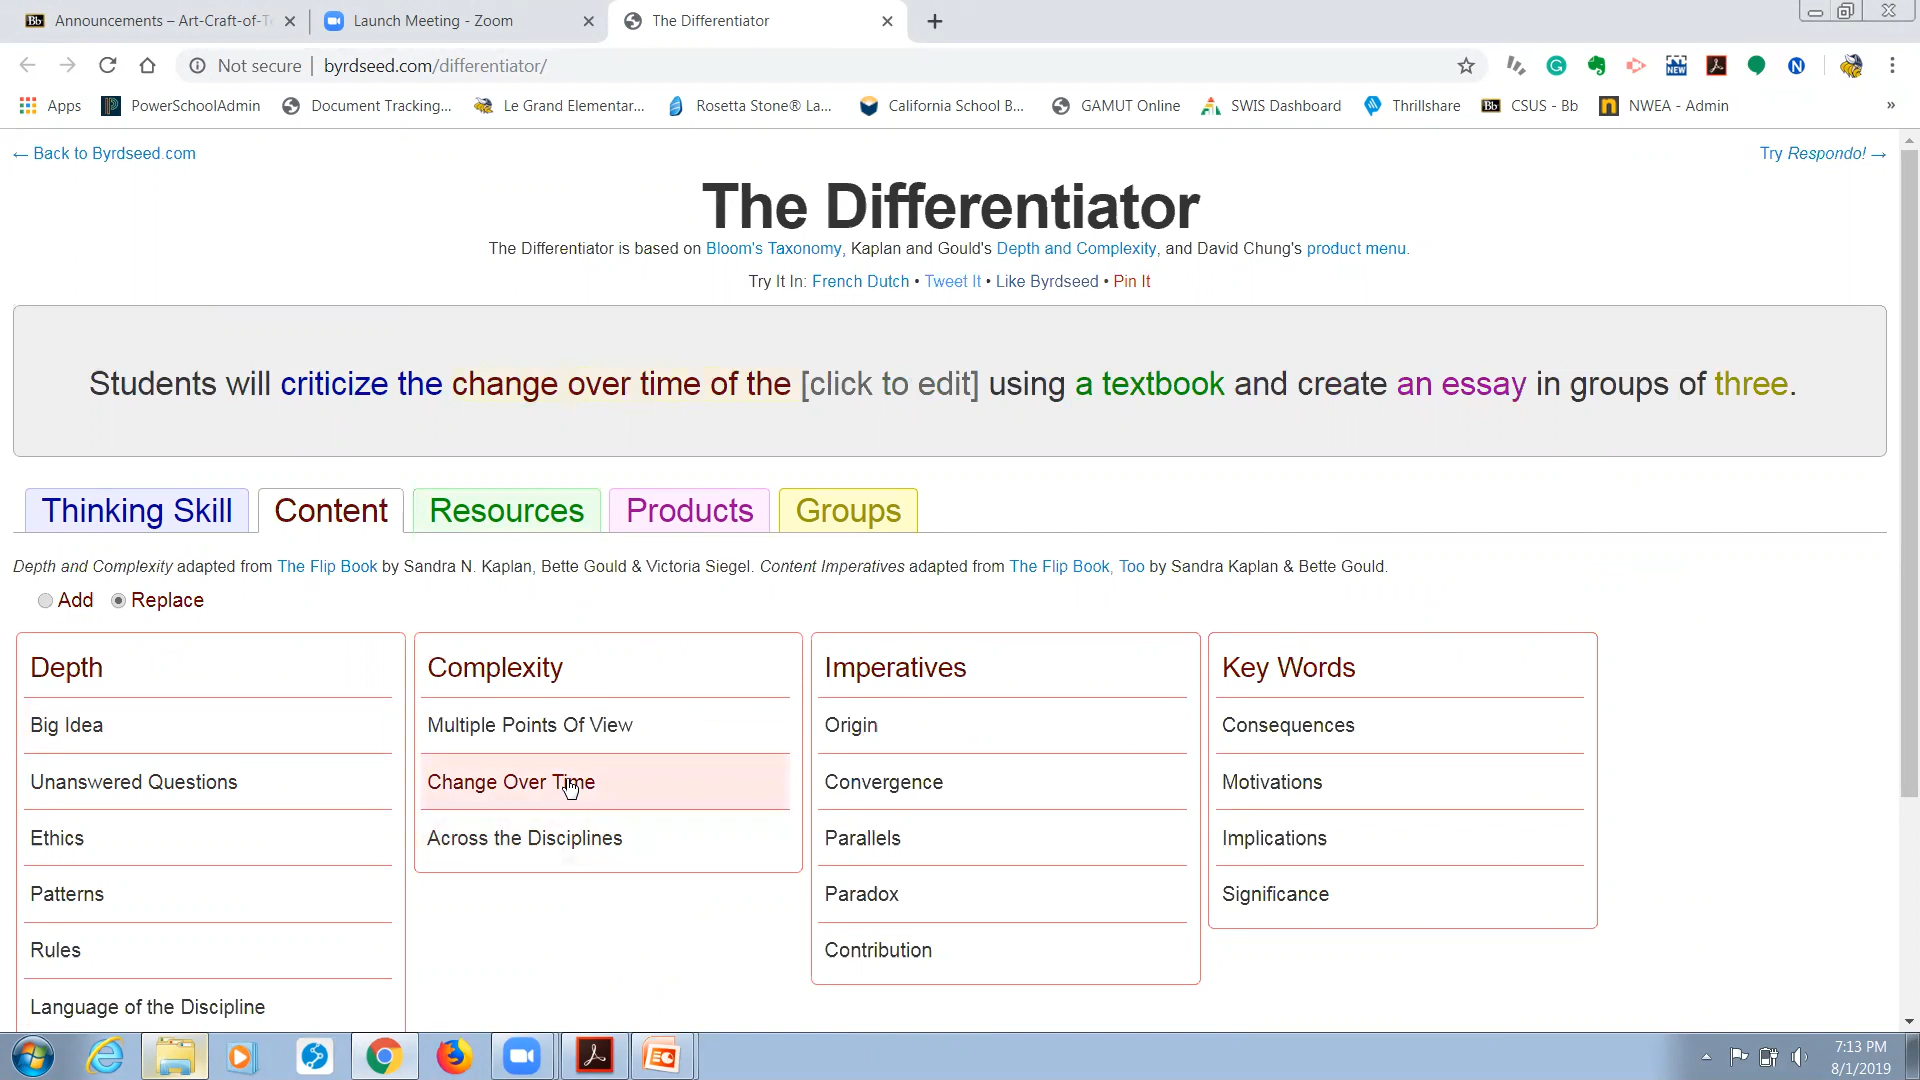 Announcements – Art-Craft-of-Te
Launch Meeting - Zoom
The Differentiator
Not secure
byrdseed.com/differentiator/
NEW
Apps
PowerSchoolAdmin
Document Tracking...
Le Grand Elementar...
Rosetta Stone® La...
California School B...
GAMUT Online
SWIS Dashboard
Thrillshare
Bb
CSUS - Bb
NWEA - Admin
»
← Back to Byrdseed.com
Try Respondo! →
The Differentiator
The Differentiator is based on Bloom's Taxonomy, Kaplan and Gould's Depth and Complexity, and David Chung's product menu.
Try It In: French Dutch • Tweet It • Like Byrdseed • Pin It
Students will criticize the change over time of the [click to edit] using a textbook and create an essay in groups of three.
Thinking Skill
Content
Resources
Products
Groups
Depth and Complexity adapted from The Flip Book by Sandra N. Kaplan, Bette Gould & Victoria Siegel. Content Imperatives adapted from The Flip Book, Too by Sandra Kaplan & Bette Gould.
Add
Replace
Depth
Big Idea
Unanswered Questions
Ethics
Patterns
Rules
Language of the Discipline
Complexity
Multiple Points Of View
Change Over Time
Across the Disciplines
Imperatives
Origin
Convergence
Parallels
Paradox
Contribution
Key Words
Consequences
Motivations
Implications
Significance
7:13 PM
8/1/2019